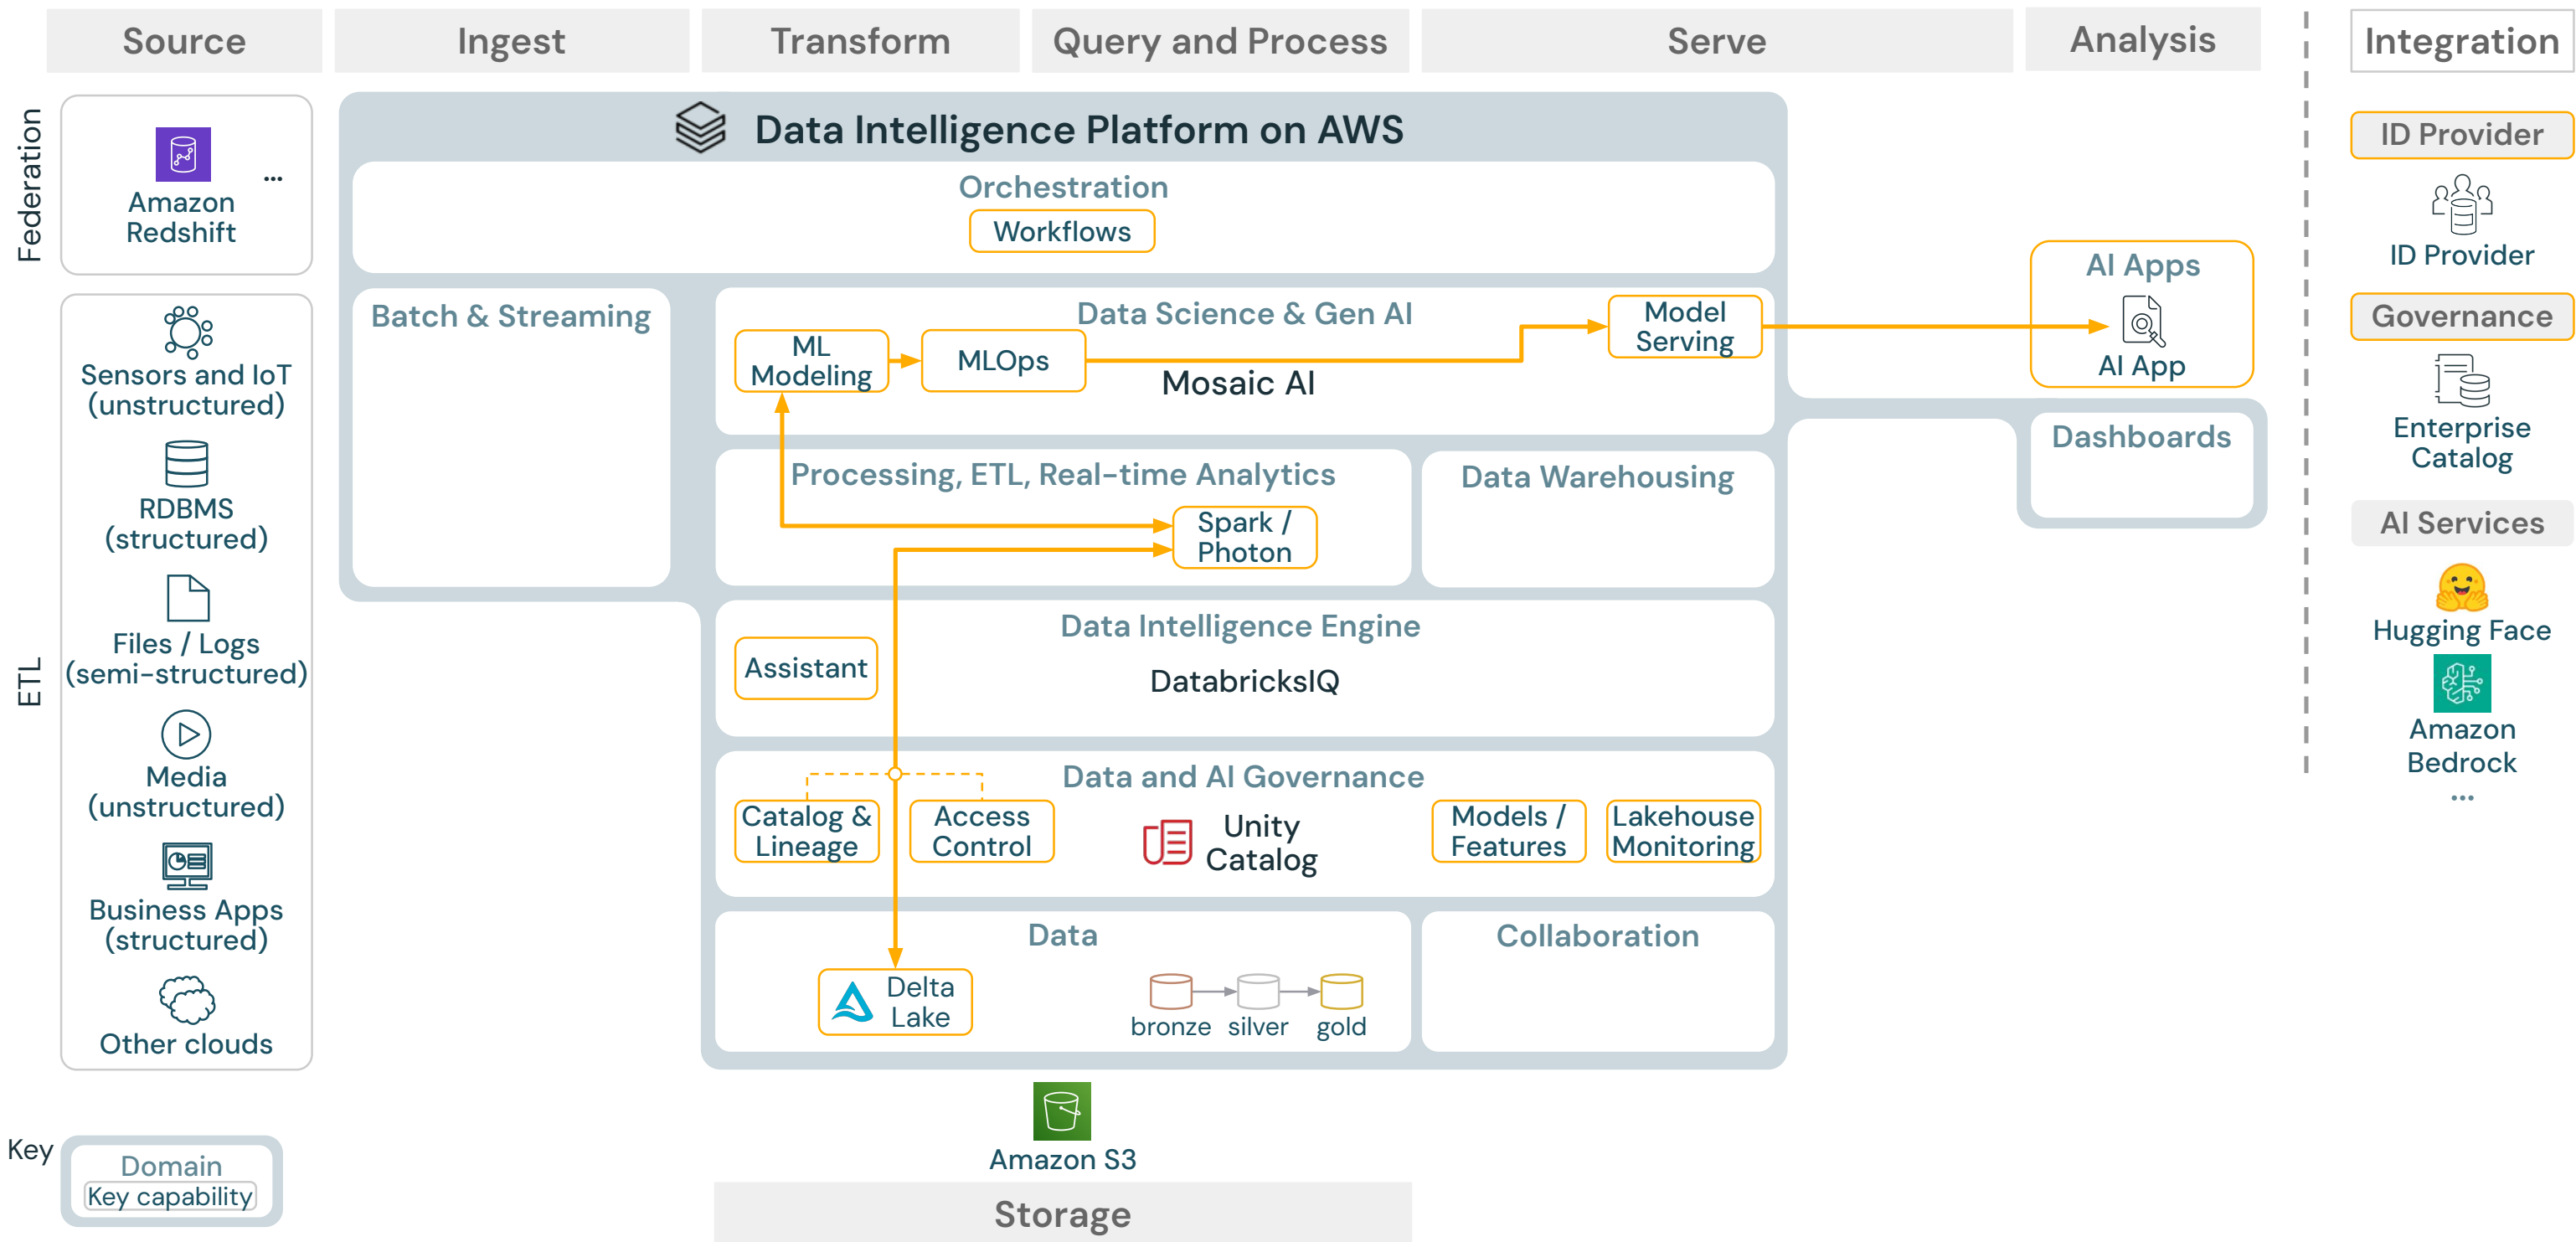 Source
Ingest
Transform
Query and Process
Serve
Analysis
Integration
Federation
Amazon
Redshift
...
ETL
Sensors and IoT
(unstructured)
RDBMS
(structured)
Files / Logs
(semi-structured)
Media
(unstructured)
Business Apps
(structured)
Other clouds
Data Intelligence Platform on AWS
Orchestration
Workflows
Batch & Streaming
Data Science & Gen AI
ML
Modeling
MLOps
Mosaic AI
Model
Serving
Processing, ETL, Real-time Analytics
Spark /
Photon
Data Warehousing
Data Intelligence Engine
Assistant
DatabricksIQ
Data and AI Governance
Catalog &
Lineage
Access
Control
Unity
Catalog
Models /
Features
Lakehouse
Monitoring
Data
Delta
Lake
bronze
silver
gold
Collaboration
AI Apps
AI App
Dashboards
ID Provider
ID Provider
Governance
Enterprise
Catalog
AI Services
Hugging Face
Amazon
Bedrock
...
Amazon S3
Storage
Key
Domain
Key capability